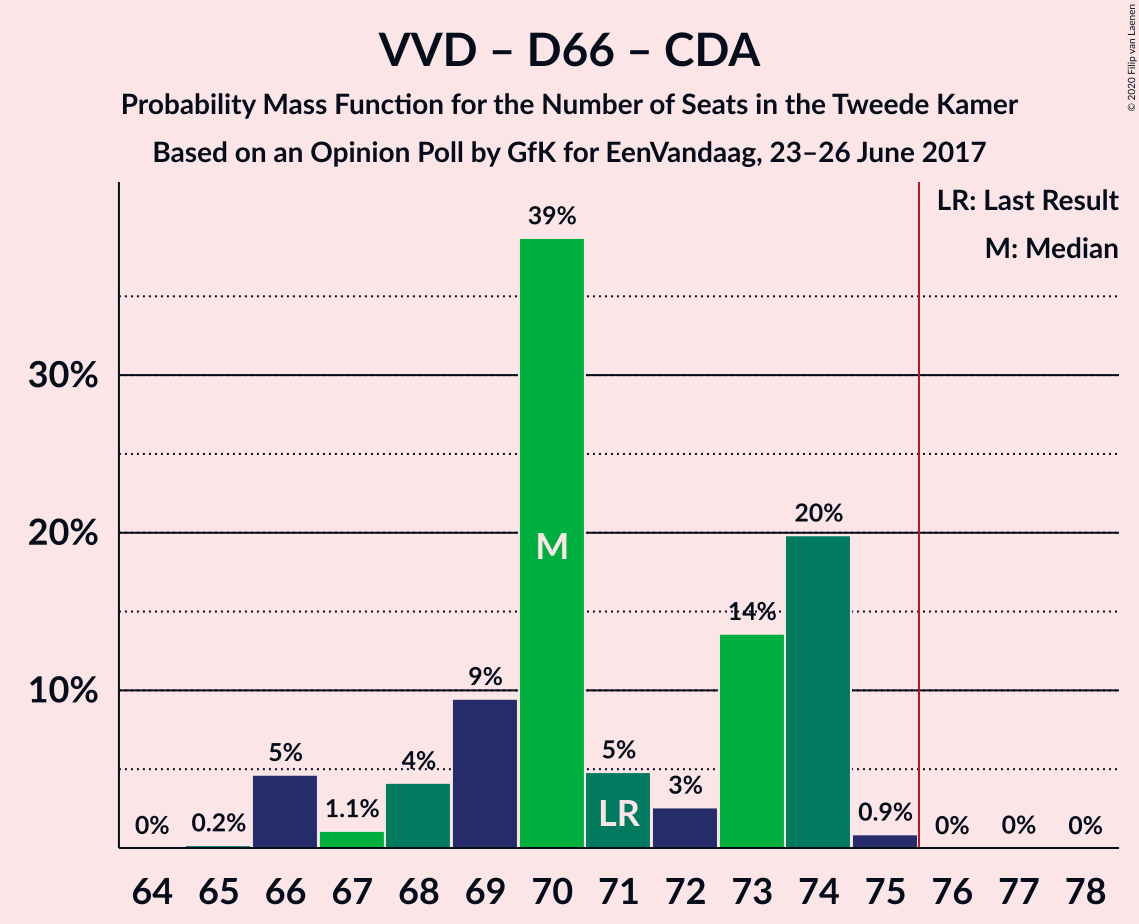 VVD – D66 – CDA
Probability Mass Function for the Number of Seats in the Tweede Kamer
Based on an Opinion Poll by GfK for EenVandaag, 23–26 June 2017
© 2020 Filip van Laenen
LR: Last Result
M: Median
30%
20%
10%
0%
0.2%
5%
1.1%
4%
9%
39%
5%
3%
14%
20%
0.9%
0%
0%
0%
M
LR
64 65 66 67 68 69 70 71 72 73 74 75 76 77 78